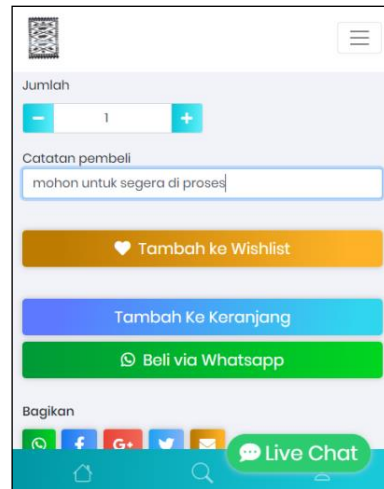 Jumlah
1
Catatan pembeli
mohon untuk segera di proses
Tambah ke Wishlist
Tambah Ke Keranjang
Beli via Whatsapp
Bagikan
f G+
Live Chat